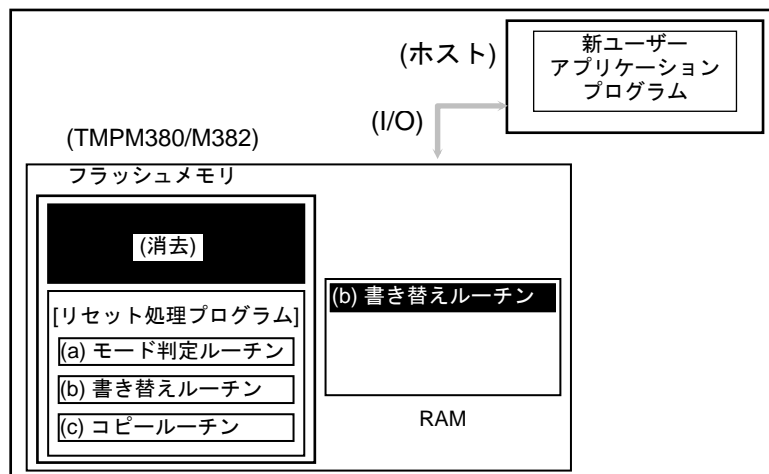 (ホスト)
新ユーザー
アプリケーション
プログラム
(I/O)
(TMPM380/M382)
フラッシュメモリ
(消去)
[リセット処理プログラム]
(a) モード判定ルーチン
(b) 書き替えルーチン
(c) コピールーチン
(b) 書き替えルーチン
RAM